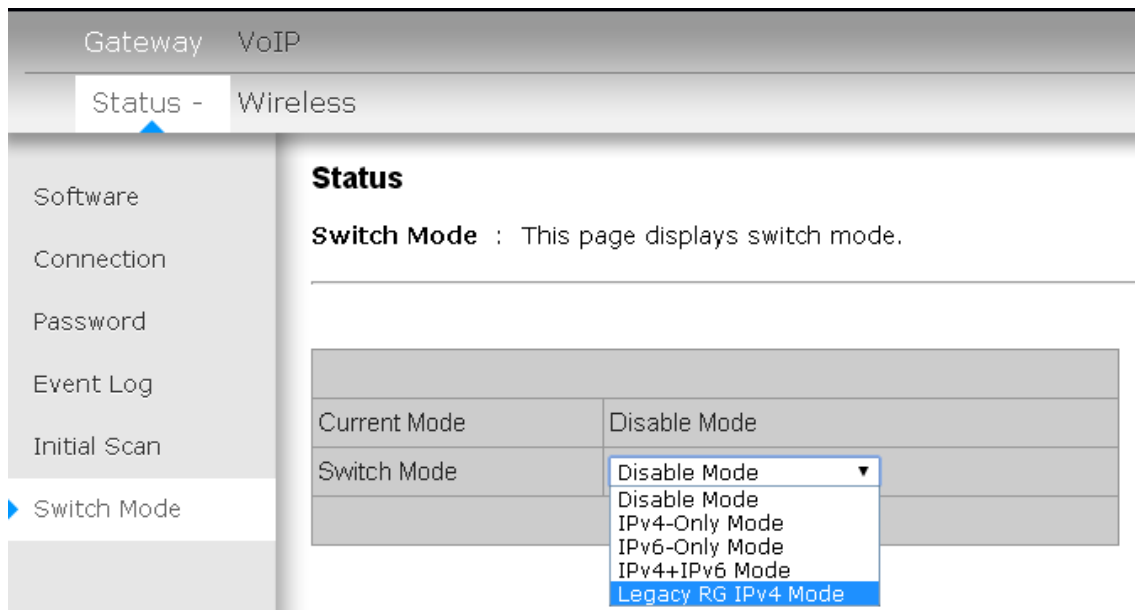 Gateway VoIP
Status - Wireless
Software
Connection
Password
Event Log
Initial Scan
Switch Mode
Status
Switch Mode : This page displays switch mode.
Current Mode Disable Mode
Switch Mode Disable Mode
Disable Mode
IPv4-Only Mode
IPv6-Only Mode
IPv4+IPv6 Mode
Legacy RG IPv4 Mode